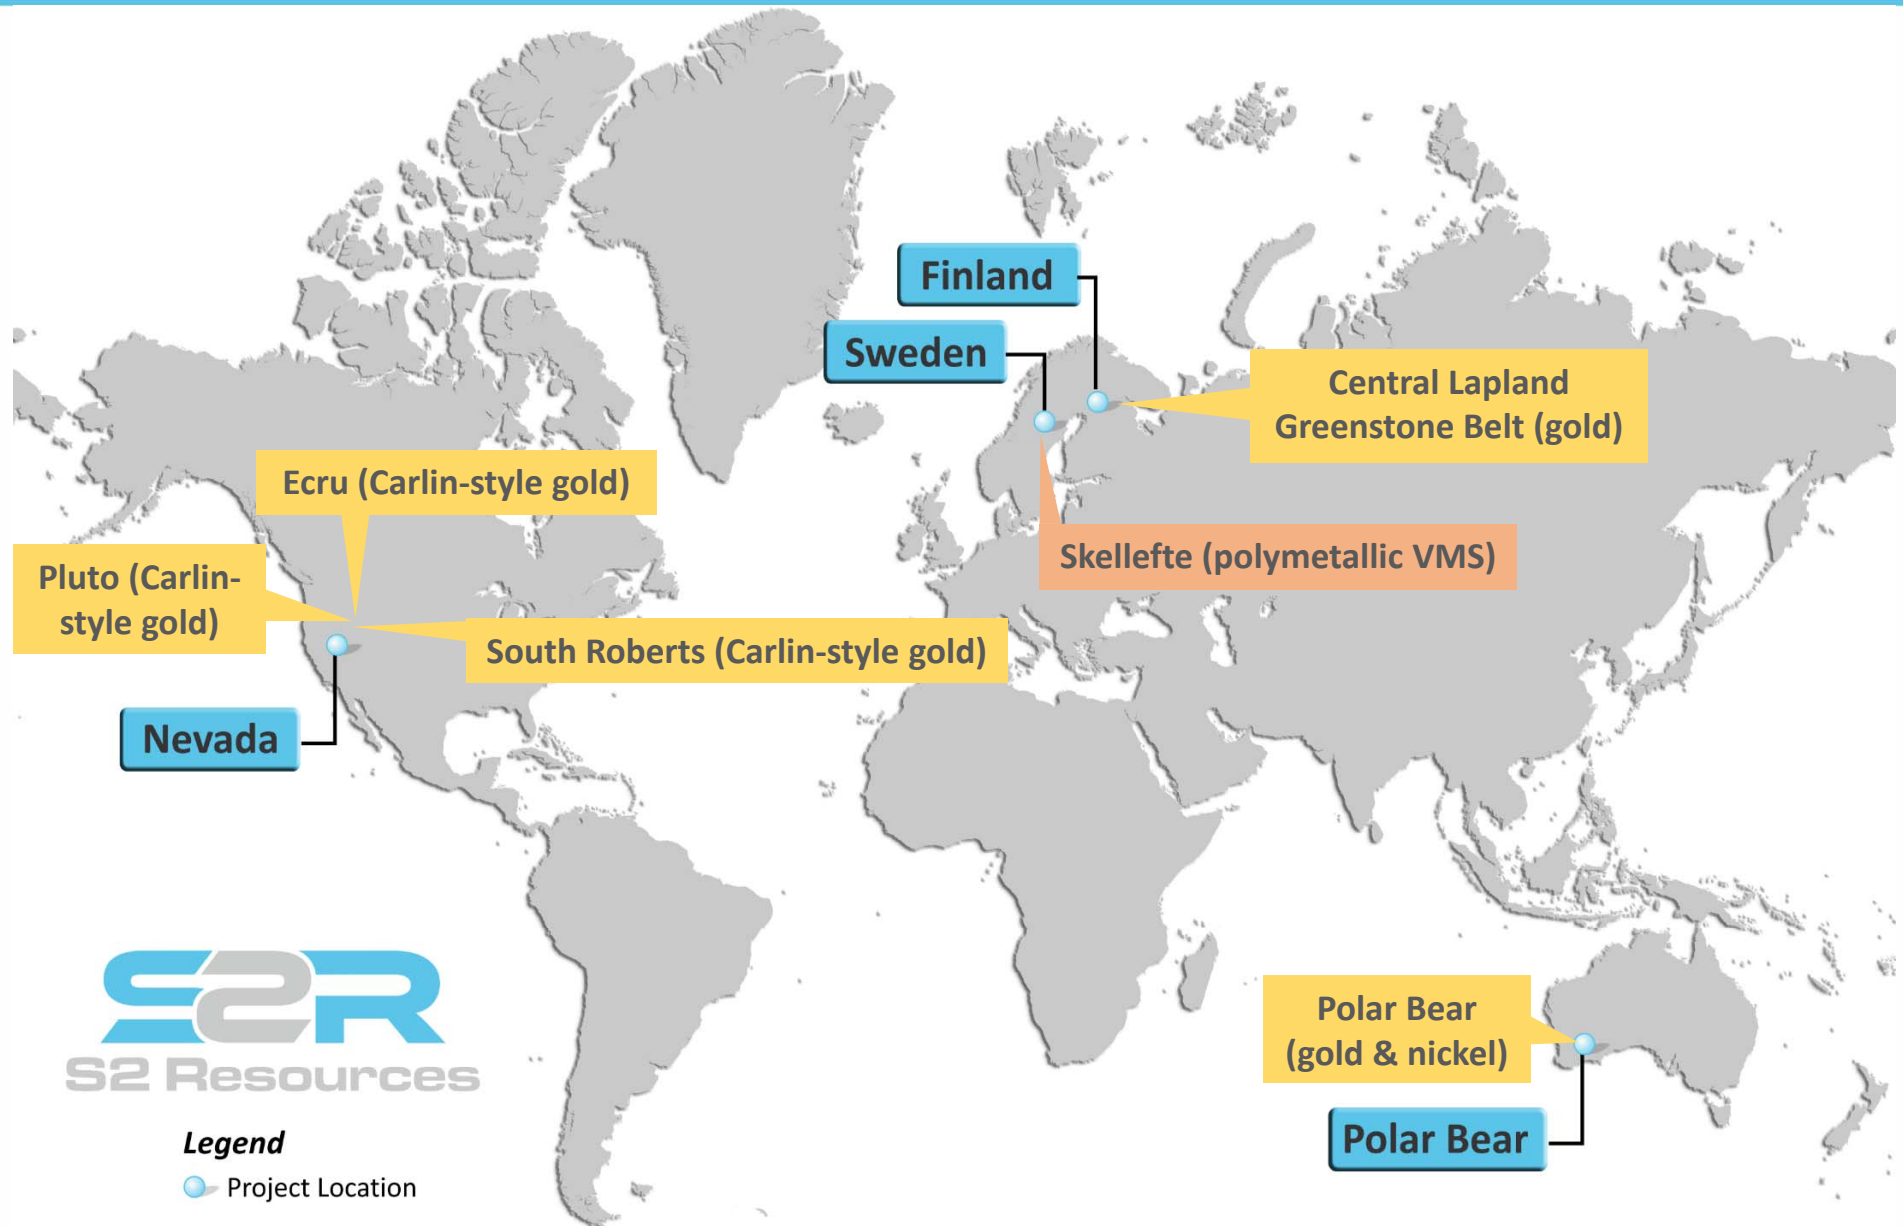 Finland
Sweden
Central Lapland
Greenstone Belt (gold)
Ecru (Carlin-style gold)
Skellefte (polymetallic VMS)
Pluto (Carlin-
style gold)
South Roberts (Carlin-style gold)
Nevada
S2R
S2 Resources
Polar Bear
(gold & nickel)
Polar Bear
Legend
Project Location